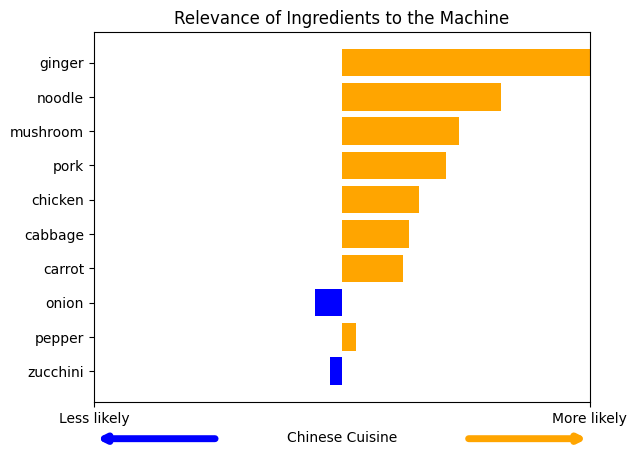 Relevance of Ingredients to the Machine
ginger
noodle
mushroom
pork
chicken
cabbage
carrot
onion
pepper
zucchini
Less likely More likely
Chinese Cuisine